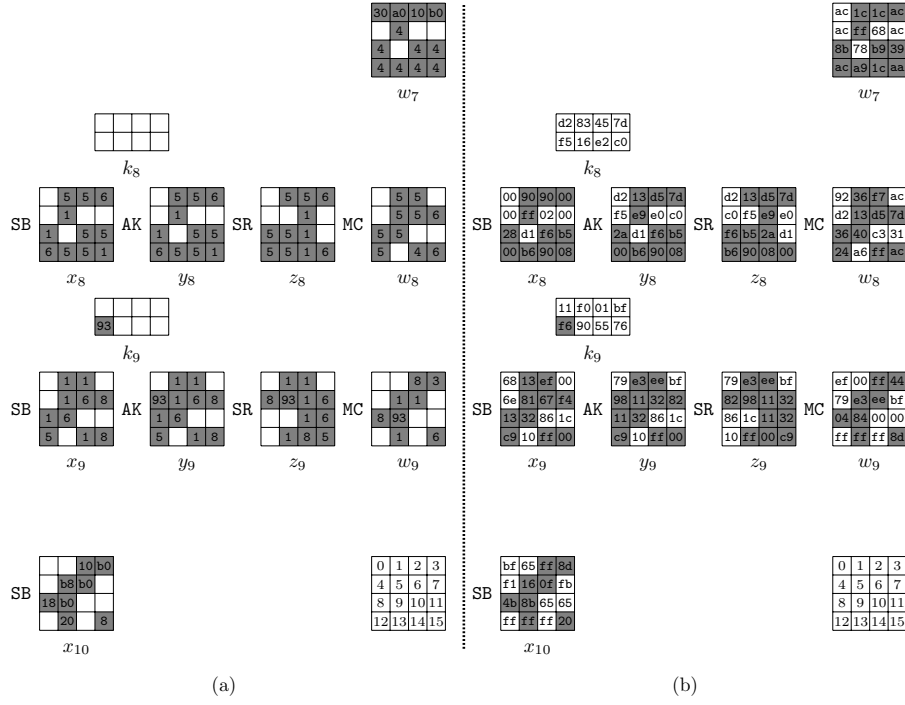 30 a0 10 b0
4
4 4 4
4 4 4 4
w7
k8
5 5 6 5 5 6 5 5 6 5 5
SB 1 AK 1 SR 1 MC 5 5 6
1 5 5 1 5 5 5 5 1 5 5
6 5 5 1 6 5 5 1 1 6 5 5 5 4 6
x8 y8 z8 w8
93
k9
1 1 1 1 1 1 8 3
SB 1 6 8 AK 93 1 6 8 SR 8 93 1 6 MC 1 1
1 6 1 6 1 6 8 93
5 1 8 5 1 8 1 8 5 1 6
x9 y9 z9 w9
10 b0 0 1 2 3
SB b8 b0 4 5 6 7
18 b0 8 9 10 11
20 8 12 13 14 15
x10
(a)
ac 1c 1c ac
ac ff 68 ac
8b 78 b9 39
ac a9 1c aa
w7
d2 83 45 7d
f5 16 e2 c0
k8
00 90 90 00 d2 13 d5 7d d2 13 d5 7d 92 36 f7 ac
SB 00 ff 02 00 AK f5 e9 e0 c0 SR c0 f5 e9 e0 MC d2 13 d5 7d
28 d1 f6 b5 2a d1 f6 b5 f6 b5 2a d1 36 40 c3 31
00 b6 90 08 00 b6 90 08 b6 90 08 00 24 a6 ff ac
x8 y8 z8 w8
11 f0 01 bf
f6 90 55 76
k9
68 13 ef 00 79 e3 ee bf 79 e3 ee bf ef 00 ff 44
SB 6e 81 67 f4 AK 98 11 32 82 SR 82 98 11 32 MC 79 e3 ee bf
13 32 86 1c 11 32 86 1c 86 1c 11 32 04 84 00 00
c9 10 ff 00 c9 10 ff 00 10 ff 00 c9 ff ff ff 8d
x9 y9 z9 w9
bf 65 ff 8d 0 1 2 3
SB f1 16 0f fb 4 5 6 7
4b 8b 65 65 8 9 10 11
ff ff ff 20 12 13 14 15
x10
(b)